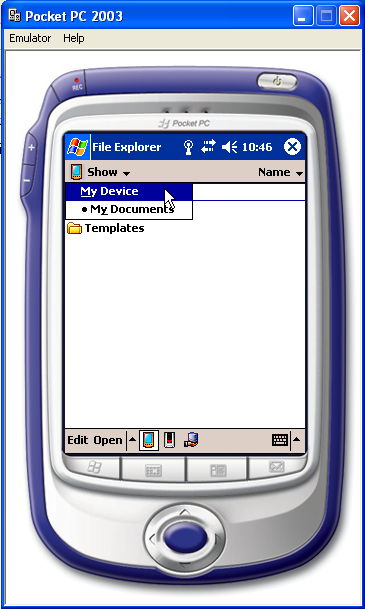 Pocket PC 2003
Emulator Help
REC
Pocket PC
File Explorer 10:46
Show Name
My Device
• My Documents
Templates
Edit Open